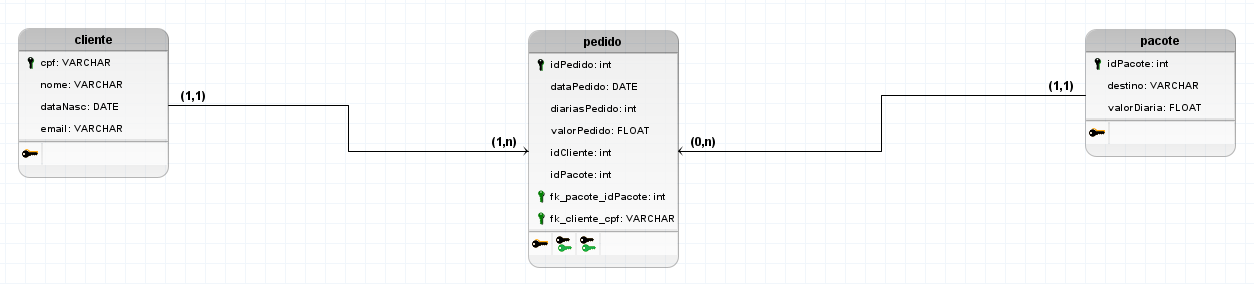 cliente
cpf: VARCHAR
nome: VARCHAR
dataNasc: DATE
email: VARCHAR
(1,1)
(1,n)
pedido
idPedido: int
dataPedido: DATE
diariasPedido: int
valorPedido: FLOAT
idCliente: int
idPacote: int
fk_pacote_idPacote: int
fk_cliente_cpf: VARCHAR
(0,n)
(1,1)
pacote
idPacote: int
destino: VARCHAR
valorDiaria: FLOAT